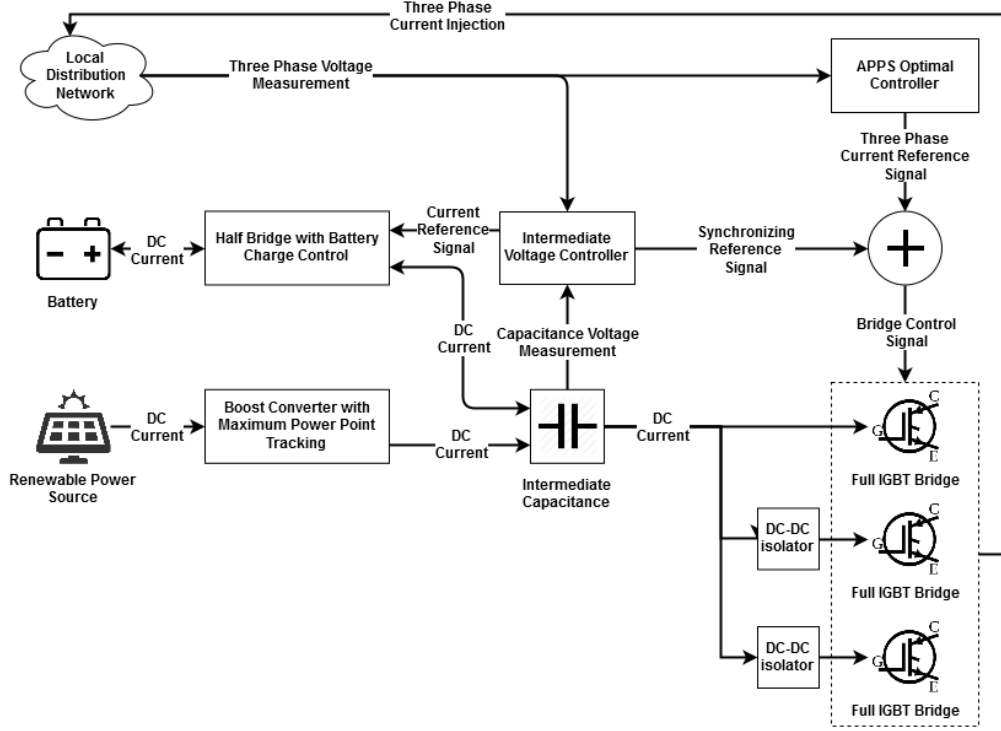 Three Phase
Current Injection
Local
Distribution
Network
Three Phase Voltage
Measurement
APPS Optimal
Controller
Three Phase
Current Reference
Signal
Battery
DC
Current
Half Bridge with Battery
Charge Control
Current
Reference
Signal
Intermediate
Voltage Controller
Synchronizing
Reference
Signal
DC
Current
Capacitance Voltage
Measurement
Bridge Control
Signal
Renewable Power
Source
DC
Current
Boost Converter with
Maximum Power Point
Tracking
DC
Current
Intermediate
Capacitance
DC
Current
G
C
E
Full IGBT Bridge
DC-DC
isolator
G
C
E
Full IGBT Bridge
DC-DC
isolator
G
C
E
Full IGBT Bridge